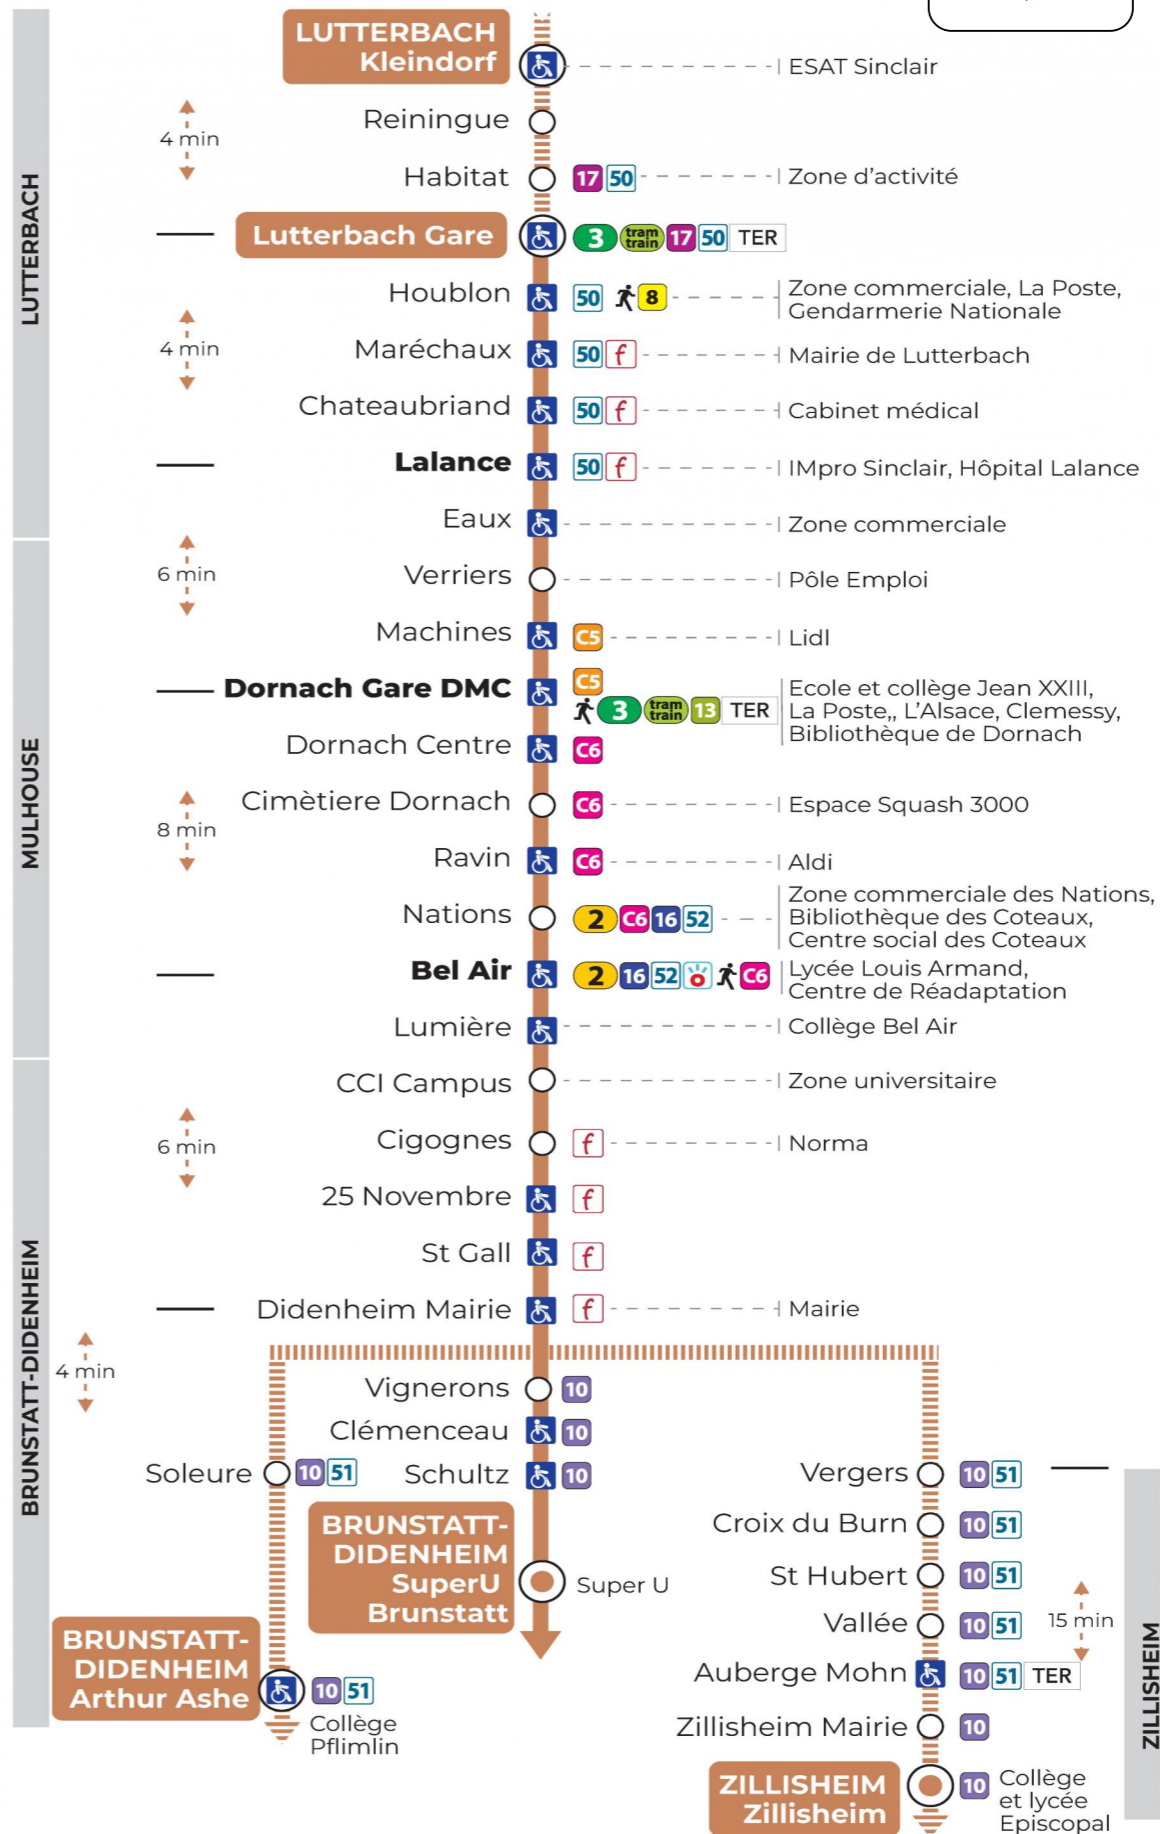 LUTTERBACH
Kleindorf
ESAT Sinclair
Reiningue
4 min
Habitat 17 50 Zone d'activité
LUTTERBACH
Lutterbach Gare 3 tram train 17 50 TER
Houblon 50 8 Zone commerciale, La Poste,
Gendarmerie Nationale
4 min
Maréchaux 50 f Mairie de Lutterbach
Chateaubriand 50 f Cabinet médical
Lalance 50 f IMpro Sinclair, Hôpital Lalance
Eaux Zone commerciale
6 min
Verriers Pôle Emploi
Machines C5 Lidl
MULHOUSE
Dornach Gare DMC C5
3 tram train 13 TER
Ecole et collège Jean XXIII,
La Poste,, L'Alsace, Clemessy,
Bibliothèque de Dornach
Dornach Centre C6
Cimètiere Dornach C6 Espace Squash 3000
8 min
Ravin C6 Aldi
Nations 2 C6 16 52
Zone commerciale des Nations,
Bibliothèque des Coteaux,
Centre social des Coteaux
Bel Air 2 16 52 C6
Lycée Louis Armand,
Centre de Réadaptation
Lumière Collège Bel Air
CCI Campus Zone universitaire
6 min
Cigognes f Norma
25 Novembre f
St Gall f
BRUNSTATT-DIDENHEIM
Didenheim Mairie f Mairie
4 min
Vignerons 10
Clémenceau 10
Soleure 10 51
Schultz 10
BRUNSTATT-
DIDENHEIM
SuperU
Brunstatt
Super U
BRUNSTATT-
DIDENHEIM
Arthur Ashe
10 51
Collège
Pflimlin
Vergers 10 51
Croix du Burn 10 51
St Hubert 10 51
Vallée 10 51
15 min
Auberge Mohn 10 51 TER
Zillisheim Mairie 10
ZILLISHEIM
ZILLISHEIM
Zillisheim
10 Collège
et lycée
Episcopal